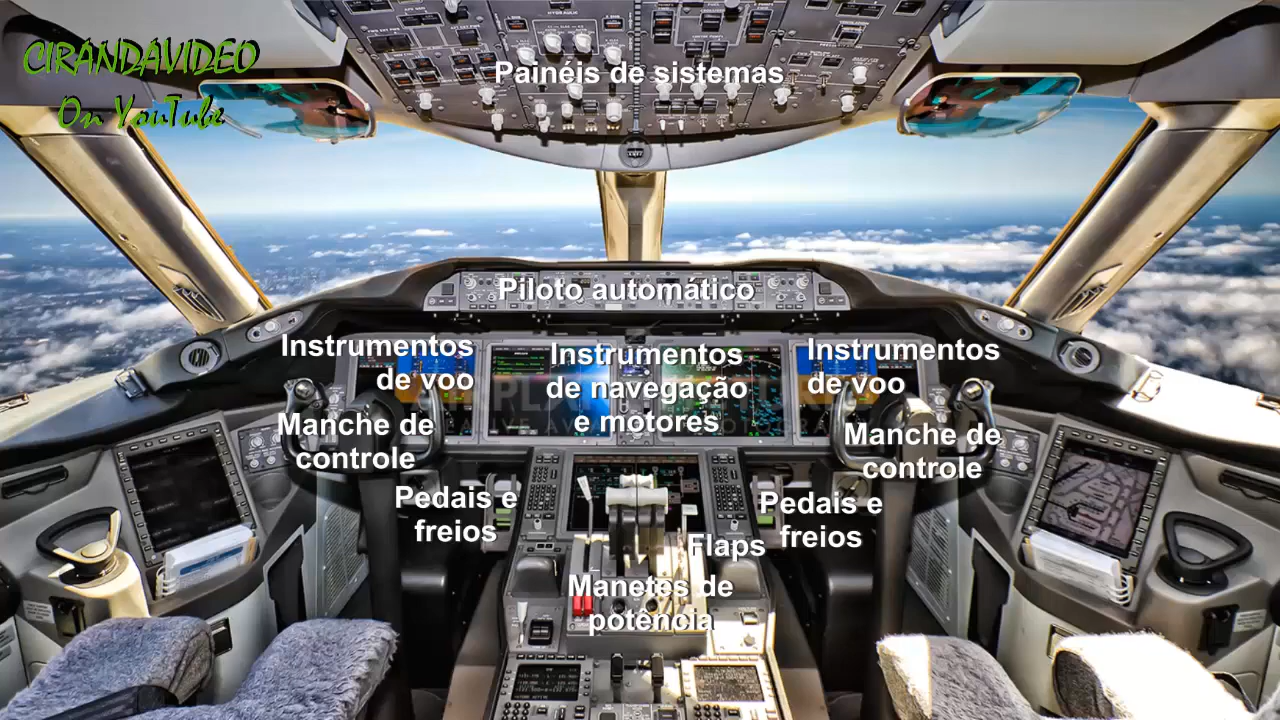 CIRANDAVIDEO
On YouTube
Painéis de sistemas
Piloto automático
Instrumentos
de voo
Instrumentos
de navegação
e motores
Instrumentos
de voo
Manche de
controle
Manche de
controle
Pedais e
freios
Pedais e
freios
Flaps
Manetes de
potência